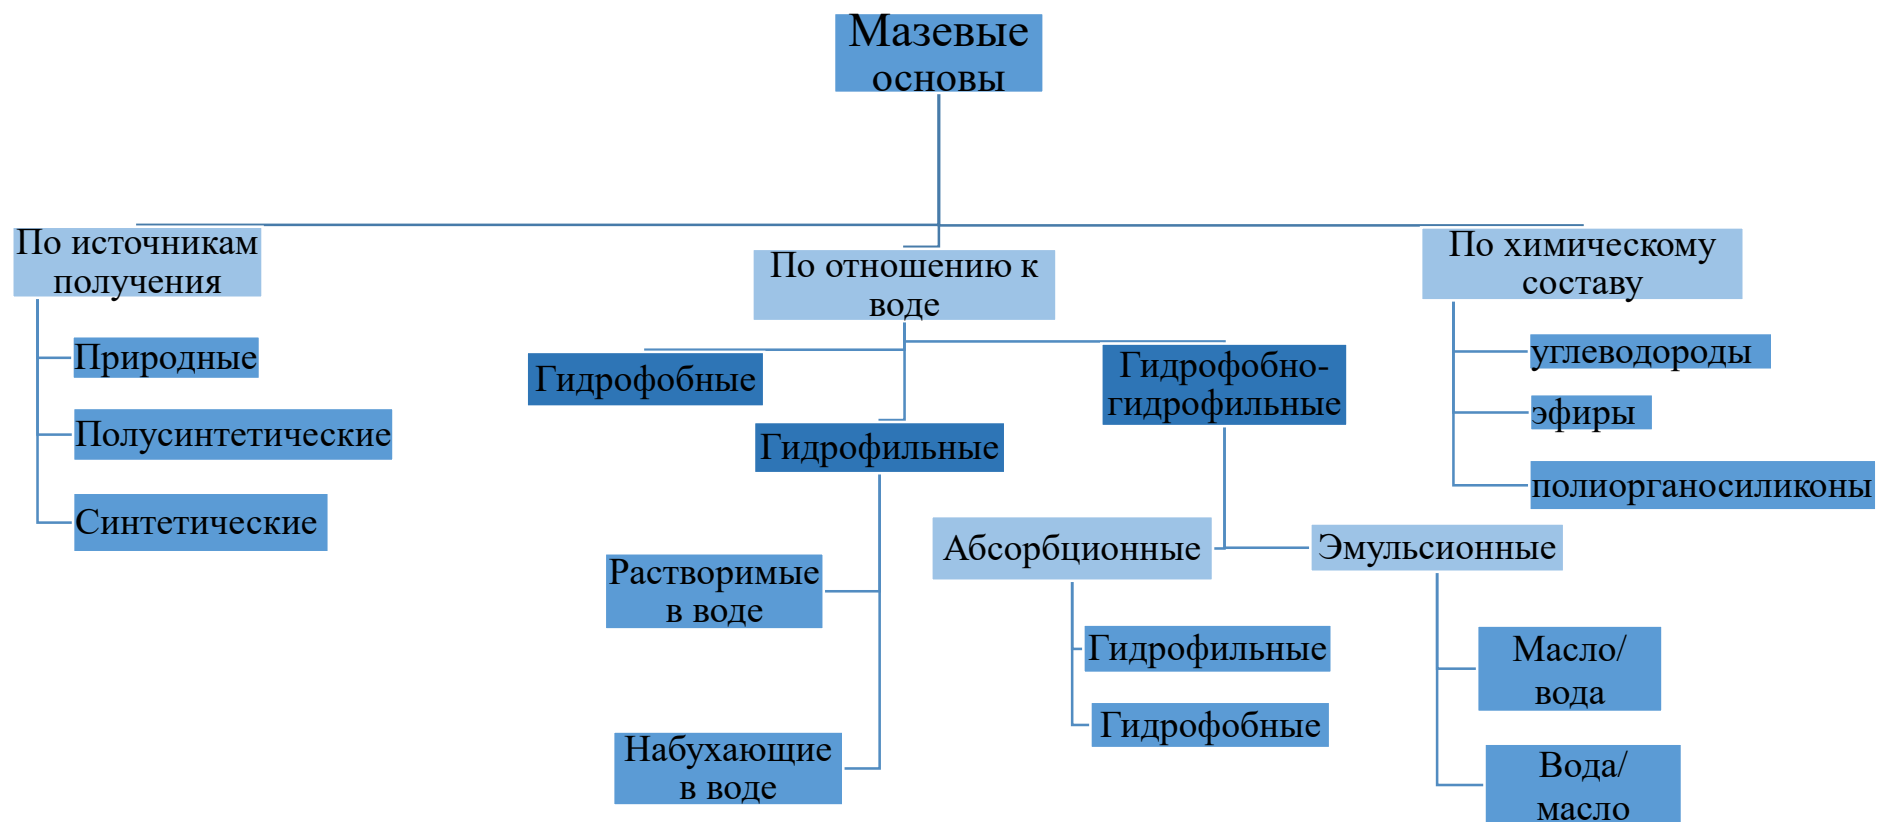 Мазевые
основы
По источникам
получения
Природные
Полусинтетические
Синтетические
По отношению к
воде
Гидрофобные
Гидрофильные
Растворимые
в воде
Набухающие
в воде
Гидрофобно-
гидрофильные
Абсорбционные
Гидрофильные
Гидрофобные
Эмульсионные
Масло/
вода
Вода/
масло
По химическому
составу
углеводороды
эфиры
полиорганосиликоны